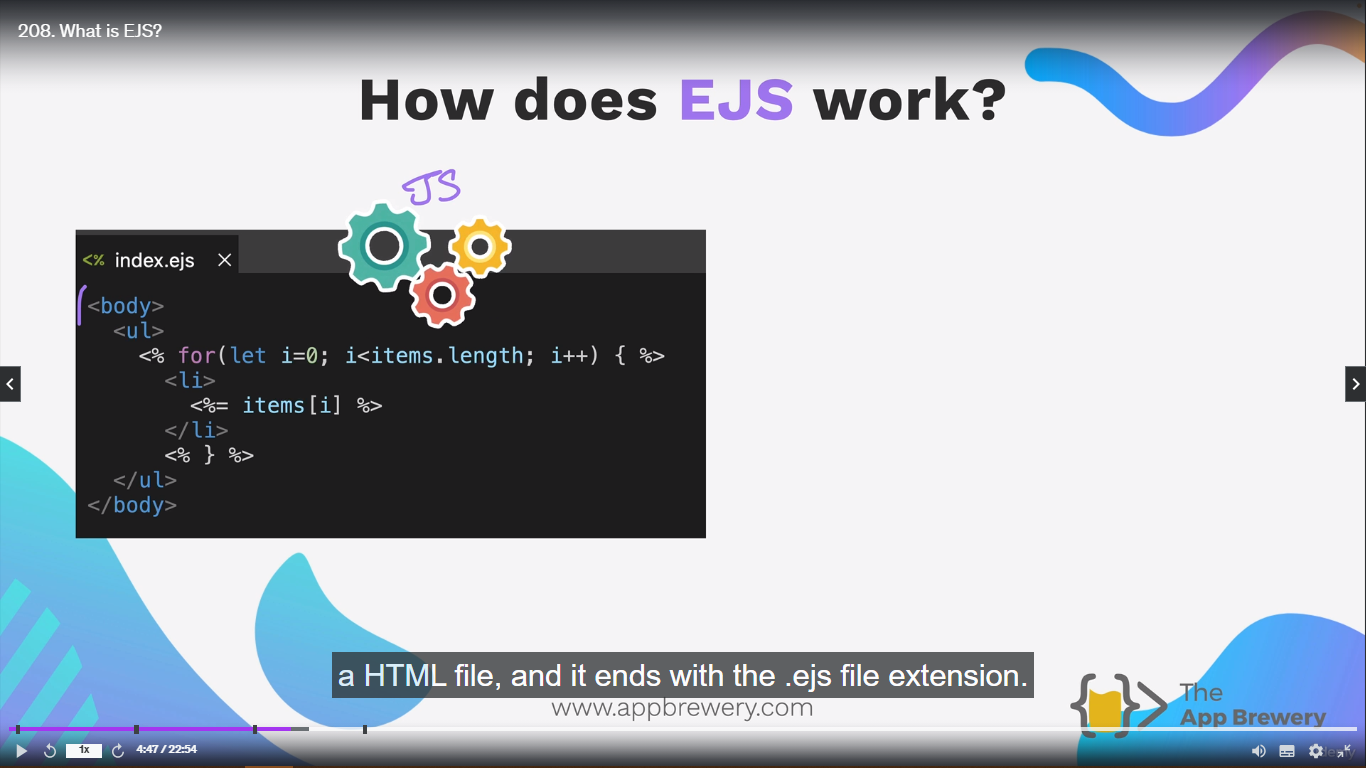 208. What is EJS?
How does EJS work?
JS
<% index.ejs ×
<body>
<ul>
<% for(let i=0; i<items.length; i++) { %>
<li>
<%= items[i] %>
</li>
<% } %>
</ul>
</body>
a HTML file, and it ends with the .ejs file extension.
www.appbrewery.com
The
App Brewery
1x
4:47 / 22:54